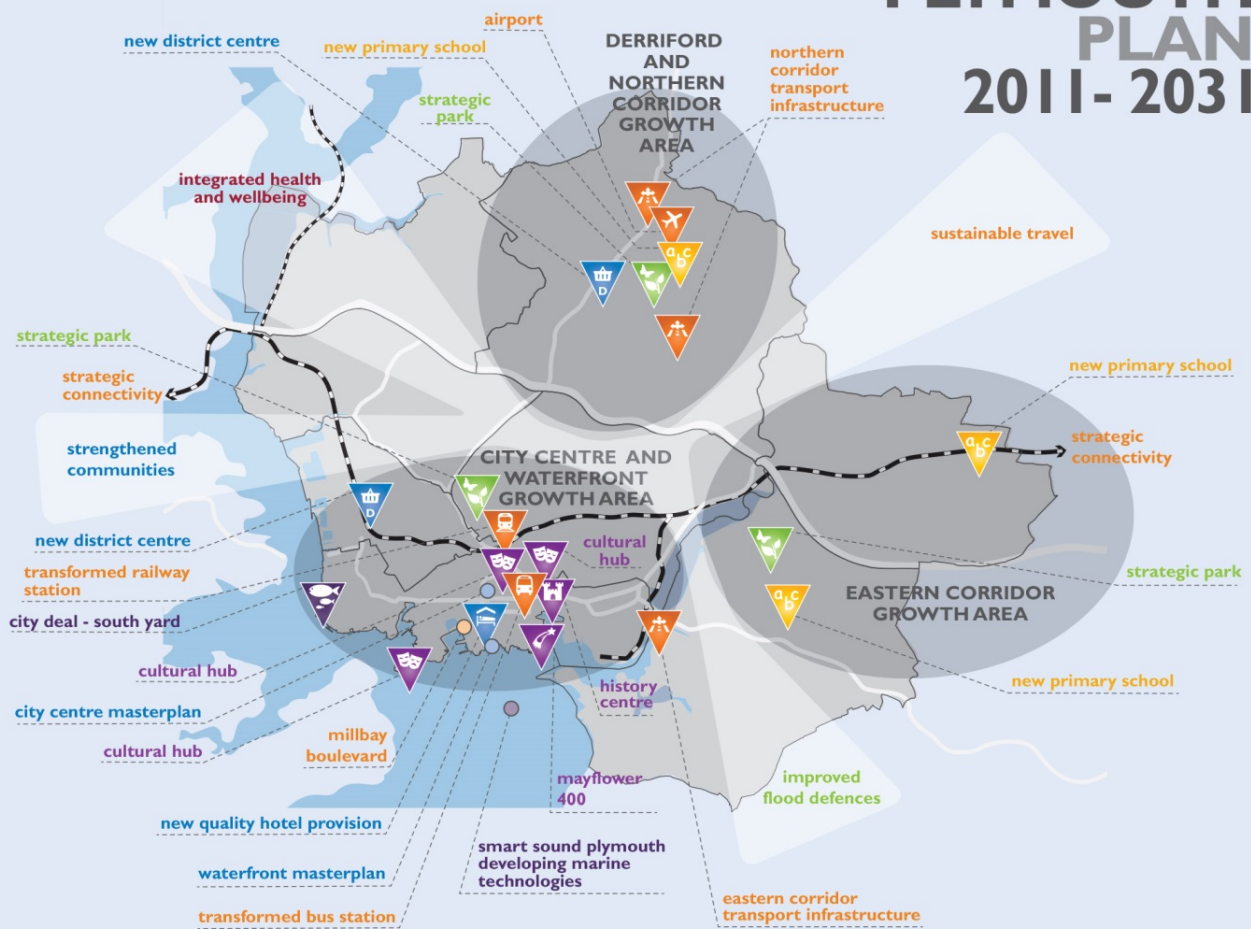 PLYMOUTH
PLAN
2011- 2031
airport
new district centre
new primary school
DERRIFORD
AND
NORTHERN
CORRIDOR
GROWTH
AREA
northern
corridor
transport
infrastructure
strategic
park
integrated health
and wellbeing
sustainable travel
a b c
D
strategic park
strategic
connectivity
new primary school
strengthened
communities
CITY CENTRE AND
WATERFRONT
GROWTH AREA
a b c
strategic
connectivity
D
new district centre
cultural
hub
transformed railway
station
strategic park
EASTERN CORRIDOR
GROWTH AREA
a b c
city deal - south yard
cultural hub
history
centre
new primary school
city centre masterplan
cultural hub
millbay
boulevard
mayflower
400
improved
flood defences
new quality hotel provision
smart sound plymouth
developing marine
technologies
waterfront masterplan
transformed bus station
eastern corridor
transport infrastructure